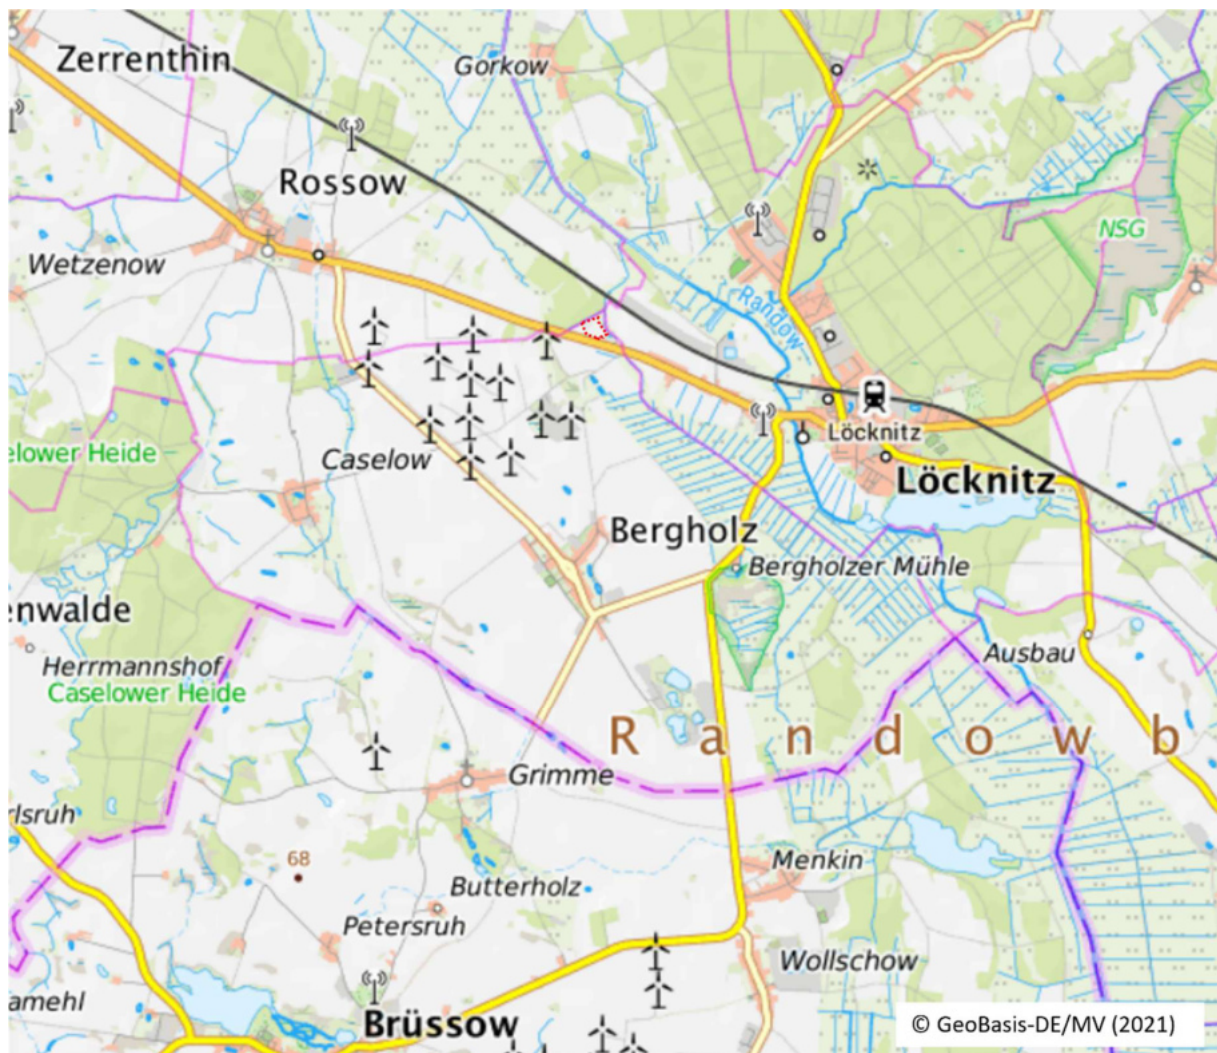 Zerrenthin
Gorkow
Rossow
NSG
Wetzenow
Randow
elower Heide
Caselow
Löcknitz
Löcknitz
Bergholz
Bergholzer Mühle
enwalde
Herrmannshof
Caselower Heide
Ausbau
R a n d o w b
Grimme
rlsruh
68
Menkin
Butterholz
Petersruh
Wollschow
amehl
Brüssow
© GeoBasis-DE/MV (2021)